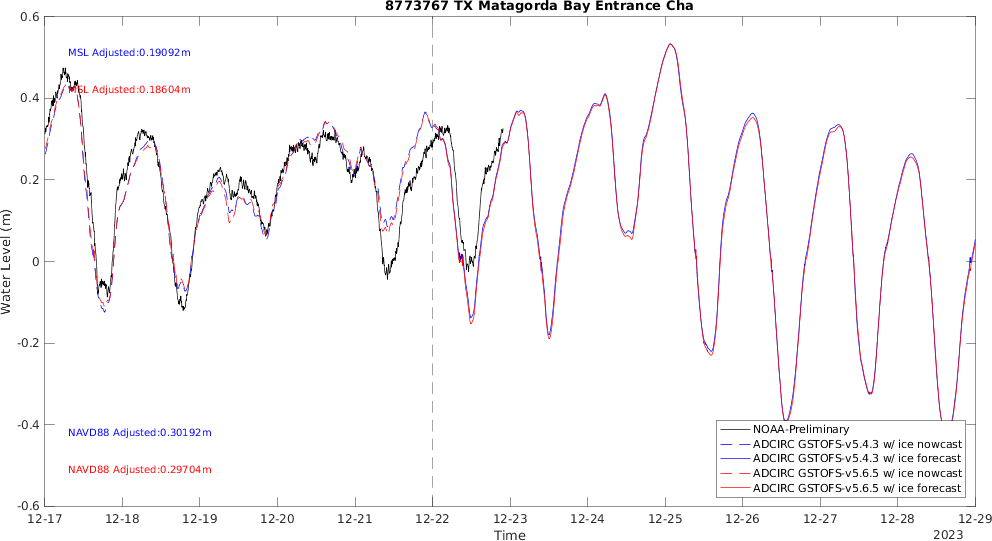 8773767 TX Matagorda Bay Entrance Cha
0.6
0.4
0.2
0
-0.2
-0.4
-0.6
Water Level (m)
MSL Adjusted:0.19092m
MSL Adjusted:0.18604m
NAVD88 Adjusted:0.30192m
NAVD88 Adjusted:0.29704m
NOAA-Preliminary
ADCIRC GSTOFS-v5.4.3 w/ ice nowcast
ADCIRC GSTOFS-v5.4.3 w/ ice forecast
ADCIRC GSTOFS-v5.6.5 w/ ice nowcast
ADCIRC GSTOFS-v5.6.5 w/ ice forecast
12-17 12-18 12-19 12-20 12-21 12-22 12-23 12-24 12-25 12-26 12-27 12-28 12-29
Time
2023